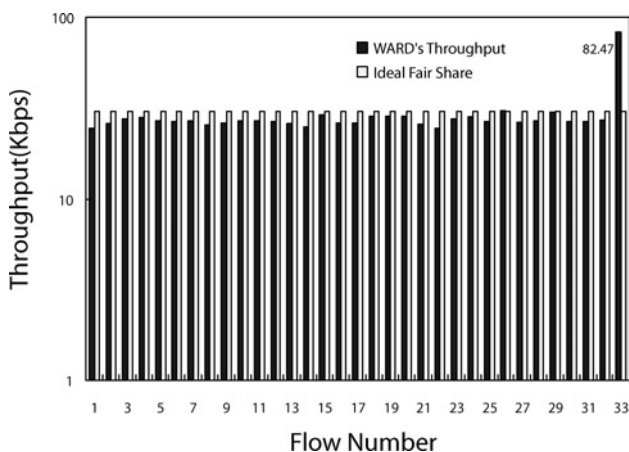 100
WARD's Throughput
82.47
Ideal Fair Share
Throughput(Kbps)
10
1
1 3 5 7 9 11 13 15 17 19 21 23 25 27 29 31 33
Flow Number